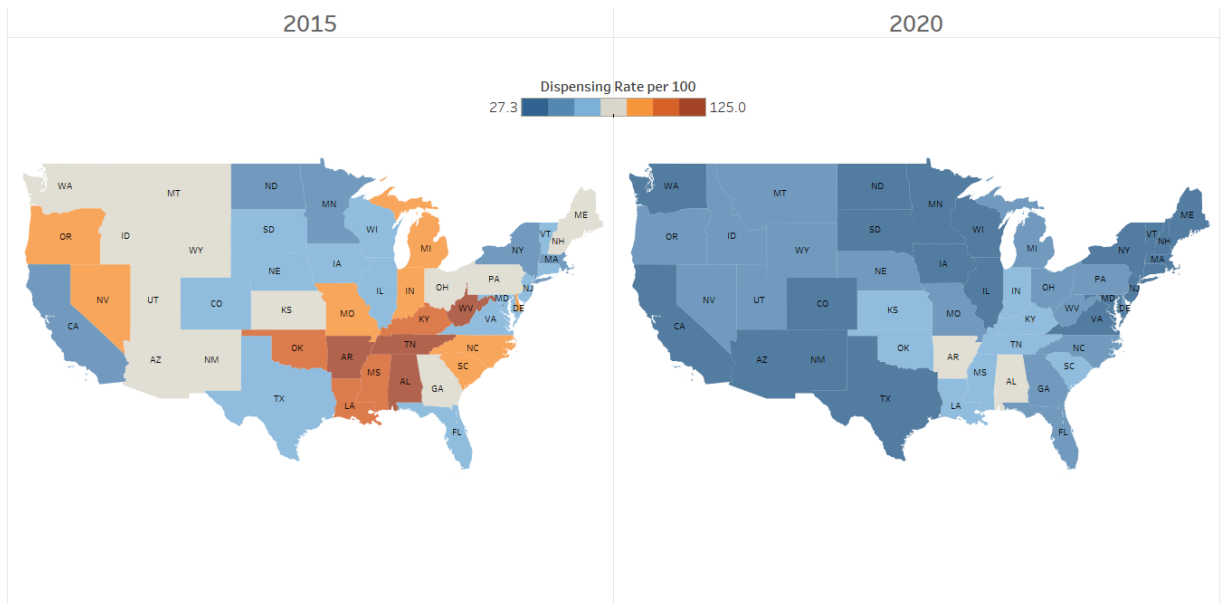 2015 2020
Dispensing Rate per 100
27.3 125.0
WA MT ND MN ME
OR ID WY SD WI MI NY VT NH MA
NV UT CO NE IA IL IN OH PA NJ
CA KS MO KY WV MD DE VA
AZ NM OK AR TN NC SC
TX LA MS AL GA
FL
WA MT ND MN ME
OR ID WY SD WI MI NY VT NH MA
NV UT CO NE IA IL IN OH PA NJ
CA KS MO KY WV MD DE VA
AZ NM OK AR TN NC SC
TX LA MS AL GA
FL